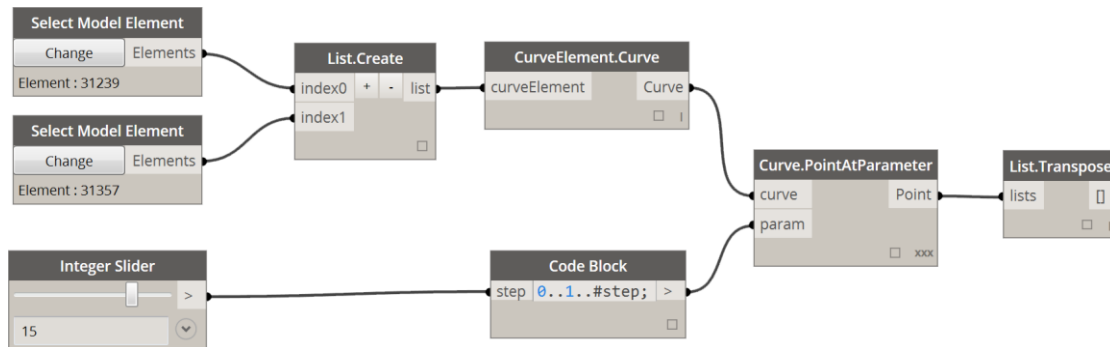 Select Model Element
Change Elements
Element : 31239
Select Model Element
Change Elements
Element : 31357
List.Create
index0 + - list
index1
CurveElement.Curve
curveElement Curve
Curve.PointAtParameter
curve Point
param
xxx
List.Transpose
lists []
Integer Slider
>
15
Code Block
step 0..1..#step; >